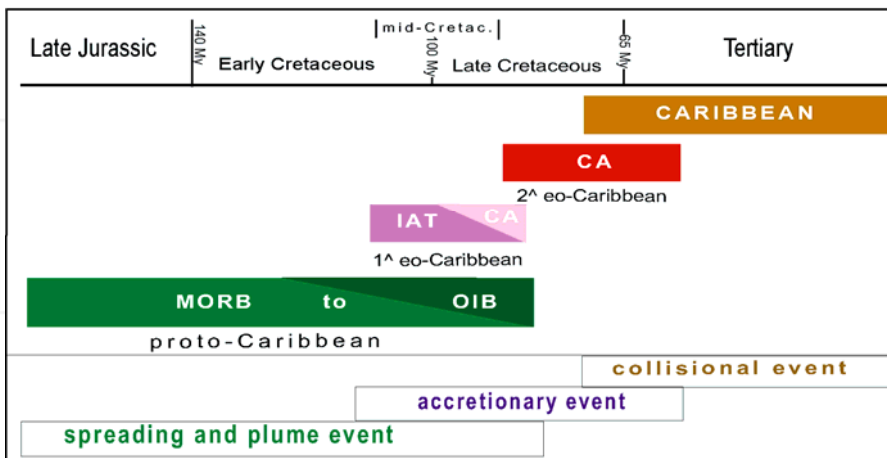 |mid-Cretac.|
Late Jurassic
140 My
Early Cretaceous
100 My
Late Cretaceous
65 My
Tertiary
CARIBBEAN
CA
2^ eo-Caribbean
IAT
CA
1^ eo-Caribbean
MORB to OIB
proto-Caribbean
collisional event
accretionary event
spreading and plume event